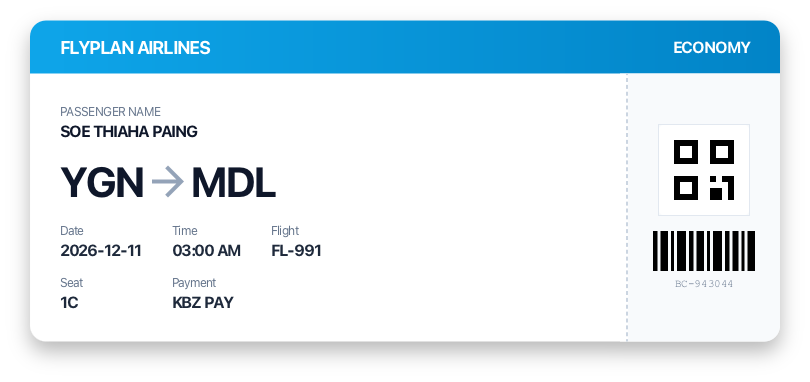 FLYPLAN AIRLINES
ECONOMY
PASSENGER NAME
SOE THIAHA PAING
YGN → MDL
Date Time Flight
2026-12-11 03:00 AM FL-991
Seat Payment
1C KBZ PAY
BC-943044